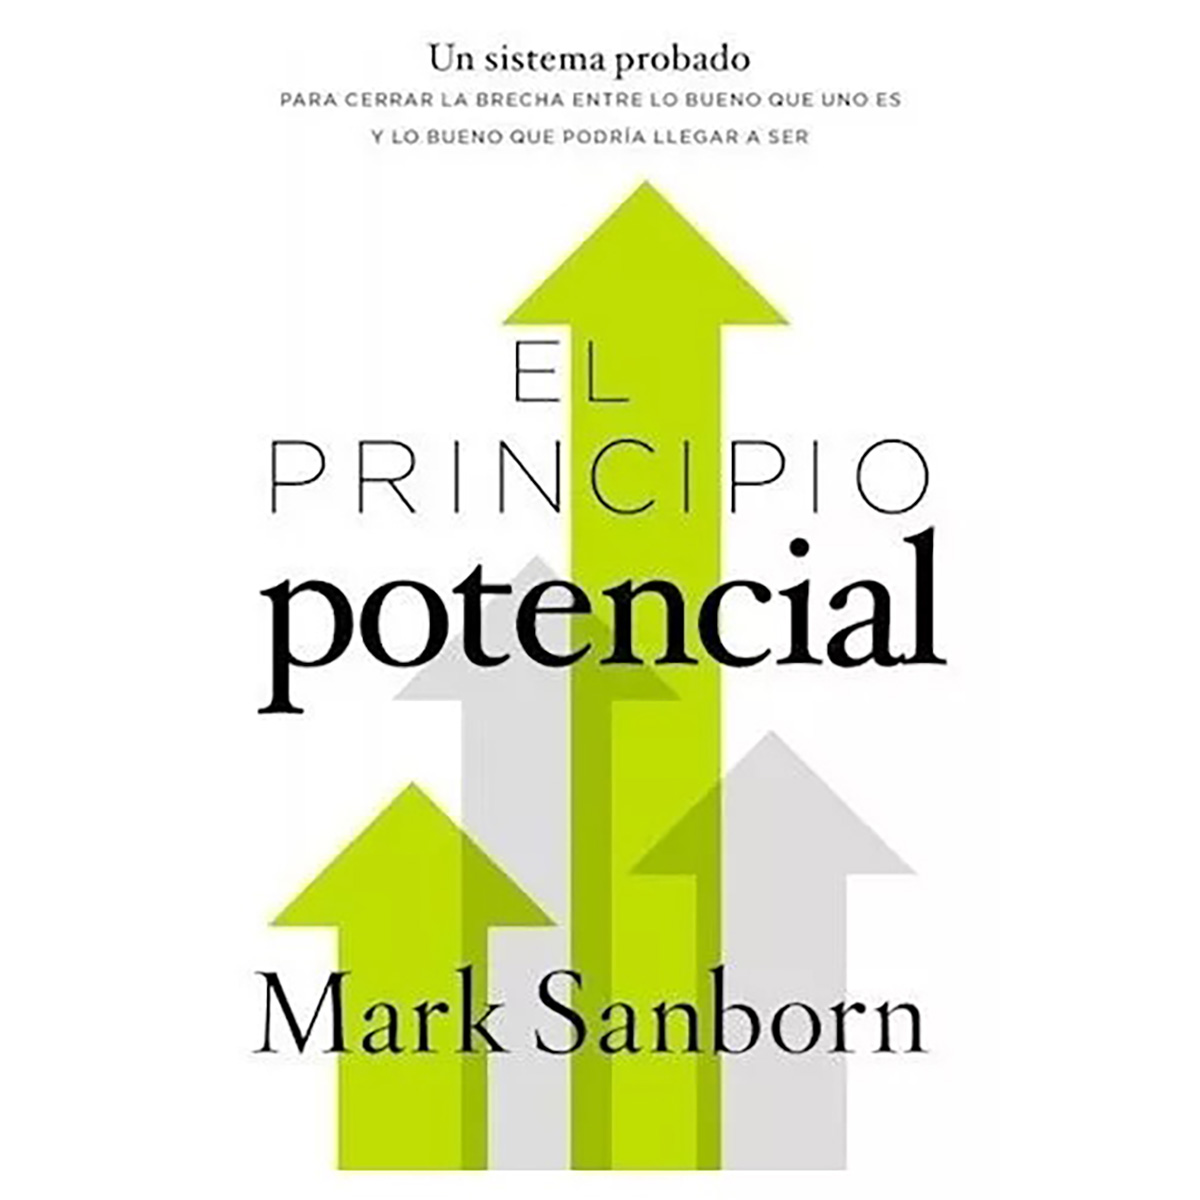 Un sistema probado
PARA CERRAR LA BRECHA ENTRE LO BUENO QUE UNO ES
Y LO BUENO QUE PODRÍA LLEGAR A SER
EL
PRINCIPIO
potencial
Mark Sanborn